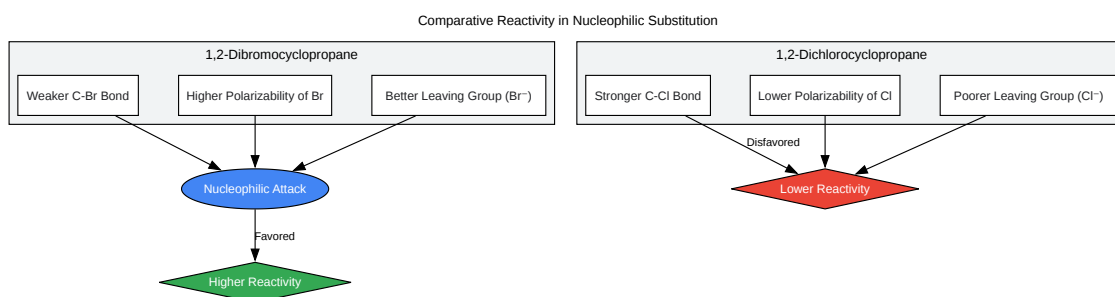 Comparative Reactivity in Nucleophilic Substitution
1,2-Dibromocyclopropane
Weaker C-Br Bond
Higher Polarizability of Br
Better Leaving Group (Br⁻)
Nucleophilic Attack
Favored
Higher Reactivity
1,2-Dichlorocyclopropane
Stronger C-Cl Bond
Lower Polarizability of Cl
Poorer Leaving Group (Cl⁻)
Disfavored
Lower Reactivity